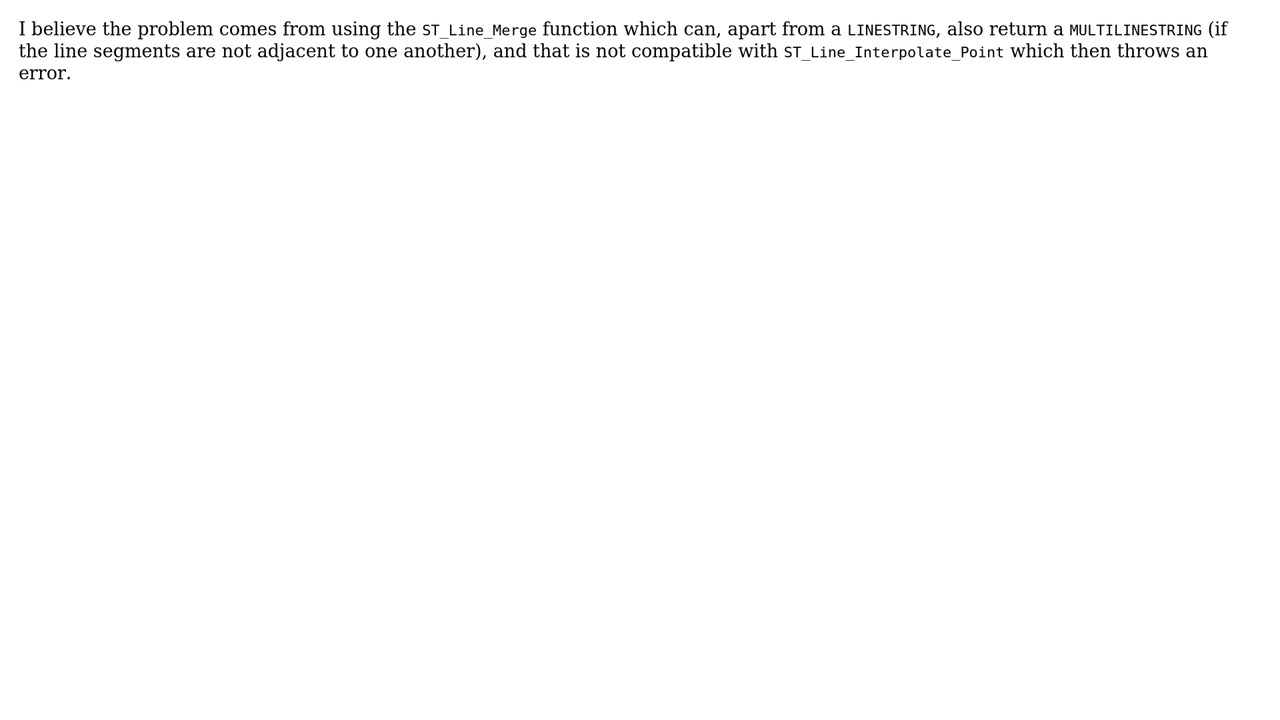 I believe the problem comes from using the ST_Line_Merge function which can, apart from a LINESTRING, also return a MULTILINESTRING (if
the line segments are not adjacent to one another), and that is not compatible with ST_Line_Interpolate_Point which then throws an
error.